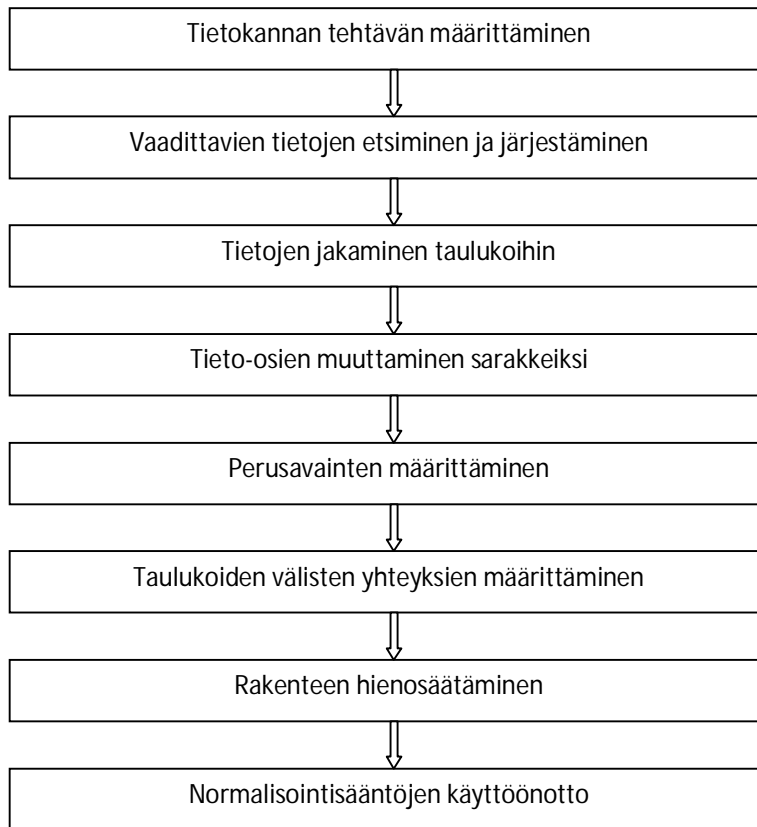 Tietokannan tehtävän määrittäminen
Vaadittavien tietojen etsiminen ja järjestäminen
Tietojen jakaminen taulukoihin
Tieto-osien muuttaminen sarakkeiksi
Perusavainten määrittäminen
Taulukoiden välisten yhteyksien määrittäminen
Rakenteen hienosäätäminen
Normalisointisääntöjen käyttöönotto